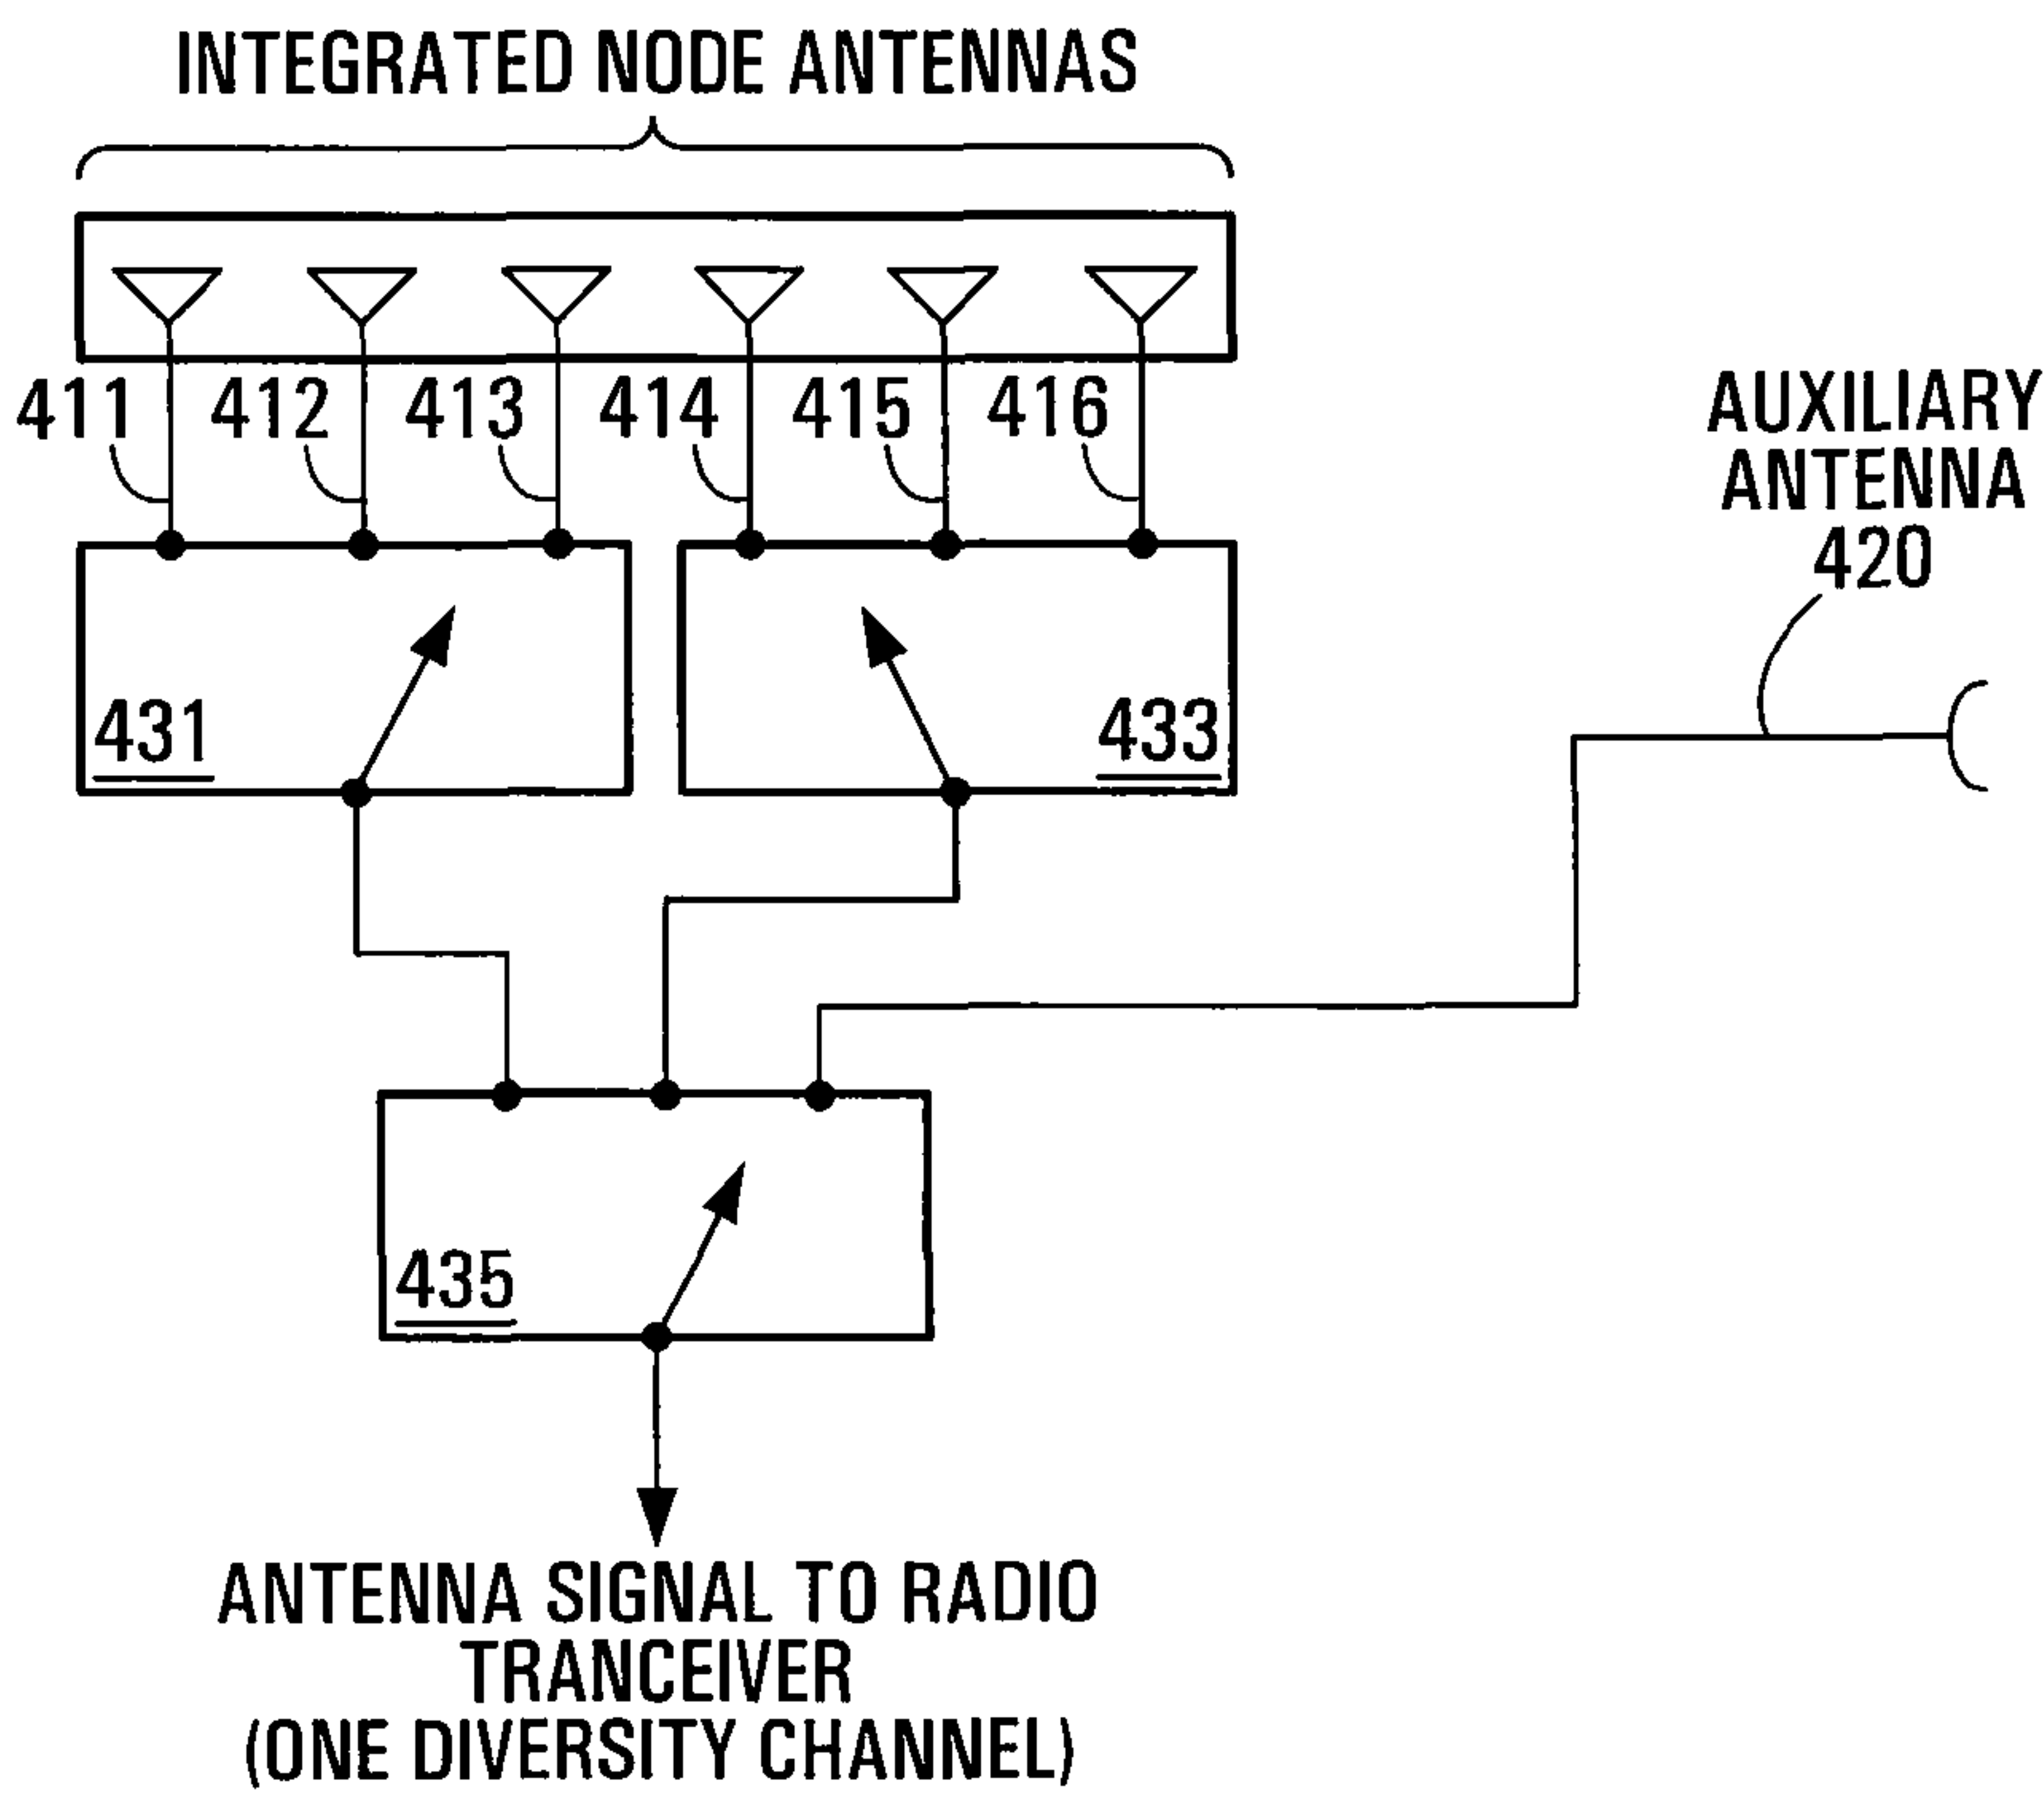 INTEGRATED NODE ANTENNAS
411 412 413 414 415 416
AUXILIARY
ANTENNA
420
431
433
435
ANTENNA SIGNAL TO RADIO
TRANCEIVER
(ONE DIVERSITY CHANNEL)